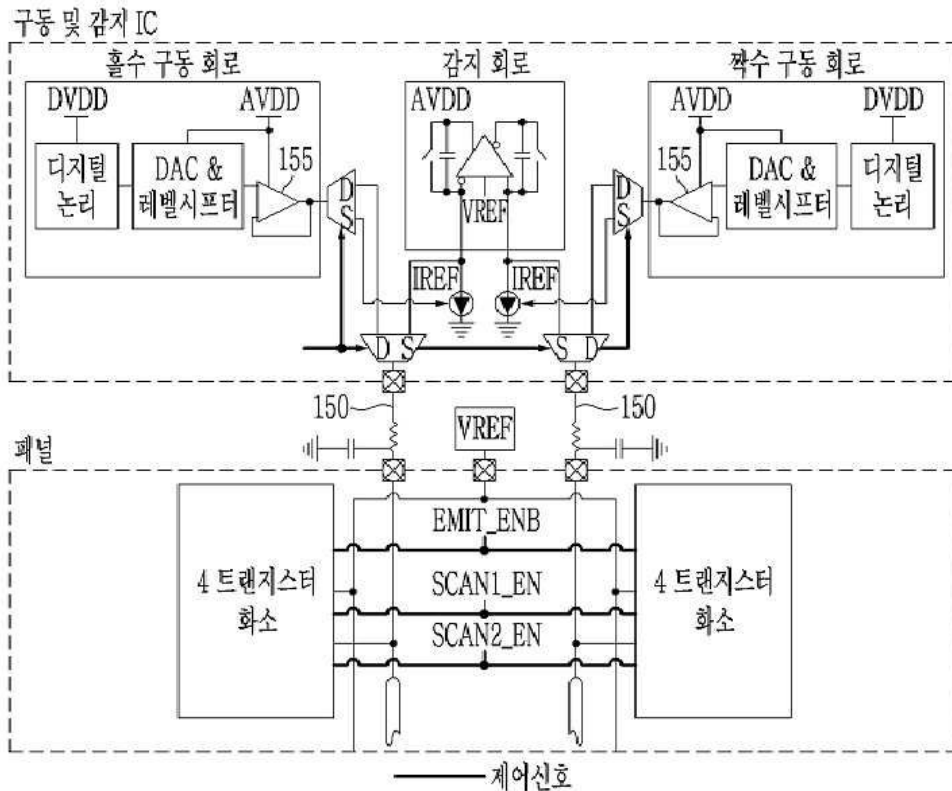 구동 및 감지 IC
홀수 구동 회로
감지 회로
짝수 구동 회로
DVDD
AVDD
AVDD
AVDD
DVDD
디지털
논리
DAC &
레벨시프터
155
D
S
VREF
D
S
155
DAC &
레벨시프터
디지털
논리
IREF
IREF
D S
S D
150
VREF
150
패널
4 트랜지스터
화소
EMIT_ENB
SCAN1_EN
SCAN2_EN
4 트랜지스터
화소
제어신호